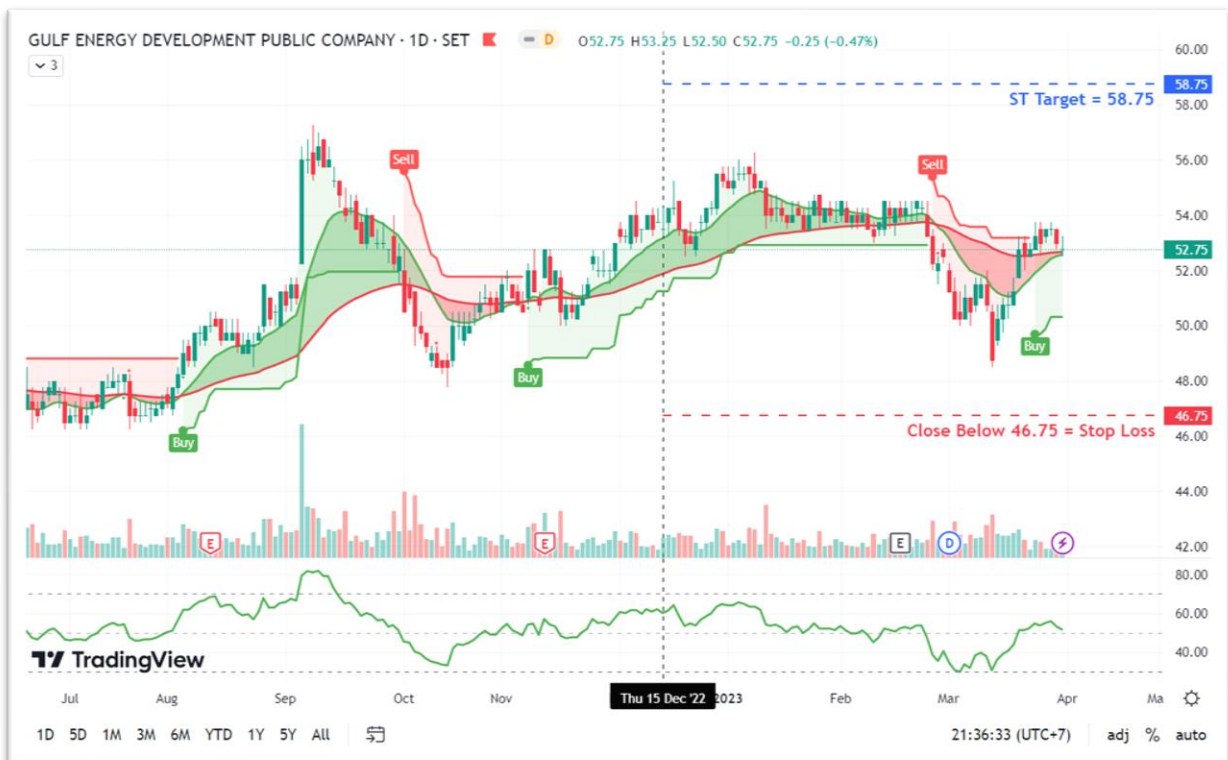 GULF ENERGY DEVELOPMENT PUBLIC COMPANY · 1D · SET D O52.75 H53.25 L52.50 C52.75 −0.25 (−0.47%)
3
60.00
58.75
ST Target = 58.75
58.00
Sell
Sell
56.00
54.00
52.75
52.00
50.00
Buy
Buy
48.00
46.75
Close Below 46.75 = Stop Loss
Buy
46.00
44.00
E
E
E
D
42.00
80.00
60.00
40.00
TradingView
Jul Aug Sep Oct Nov Thu 15 Dec '22 2023 Feb Mar Apr Ma
1D 5D 1M 3M 6M YTD 1Y 5Y All 21:36:33 (UTC+7) adj % auto